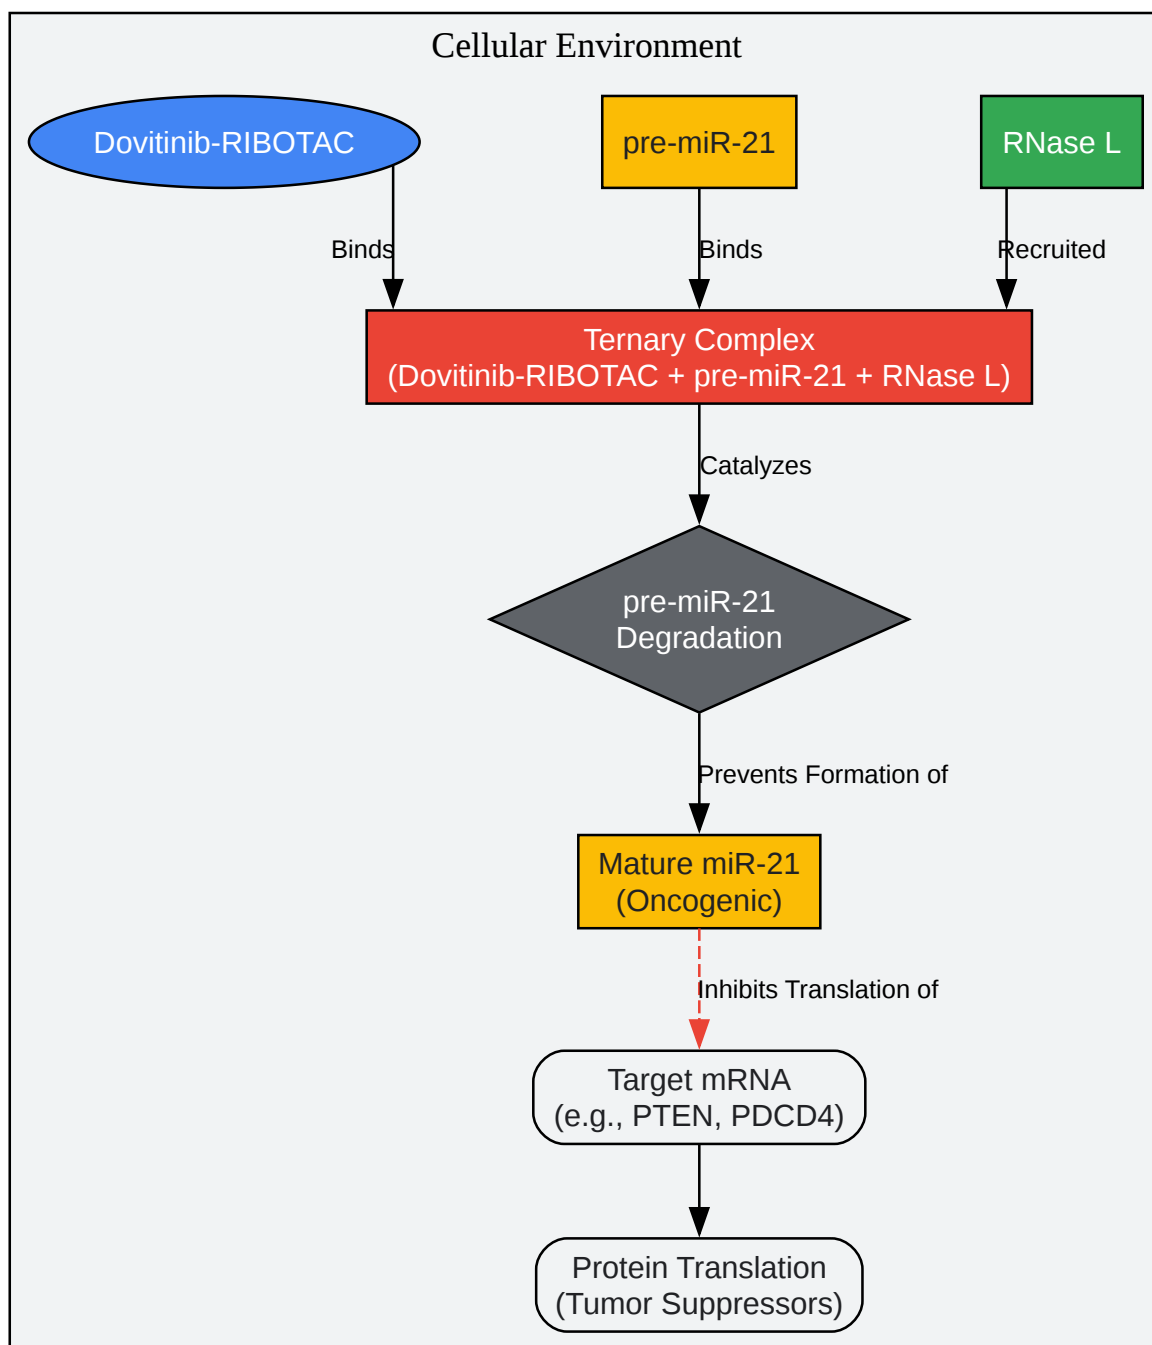 Cellular Environment
Dovitinib-RIBOTAC
pre-miR-21
RNase L
Binds
Binds
Recruited
Ternary Complex
(Dovitinib-RIBOTAC + pre-miR-21 + RNase L)
Catalyzes
pre-miR-21
Degradation
Prevents Formation of
Mature miR-21
(Oncogenic)
Inhibits Translation of
Target mRNA
(e.g., PTEN, PDCD4)
Protein Translation
(Tumor Suppressors)